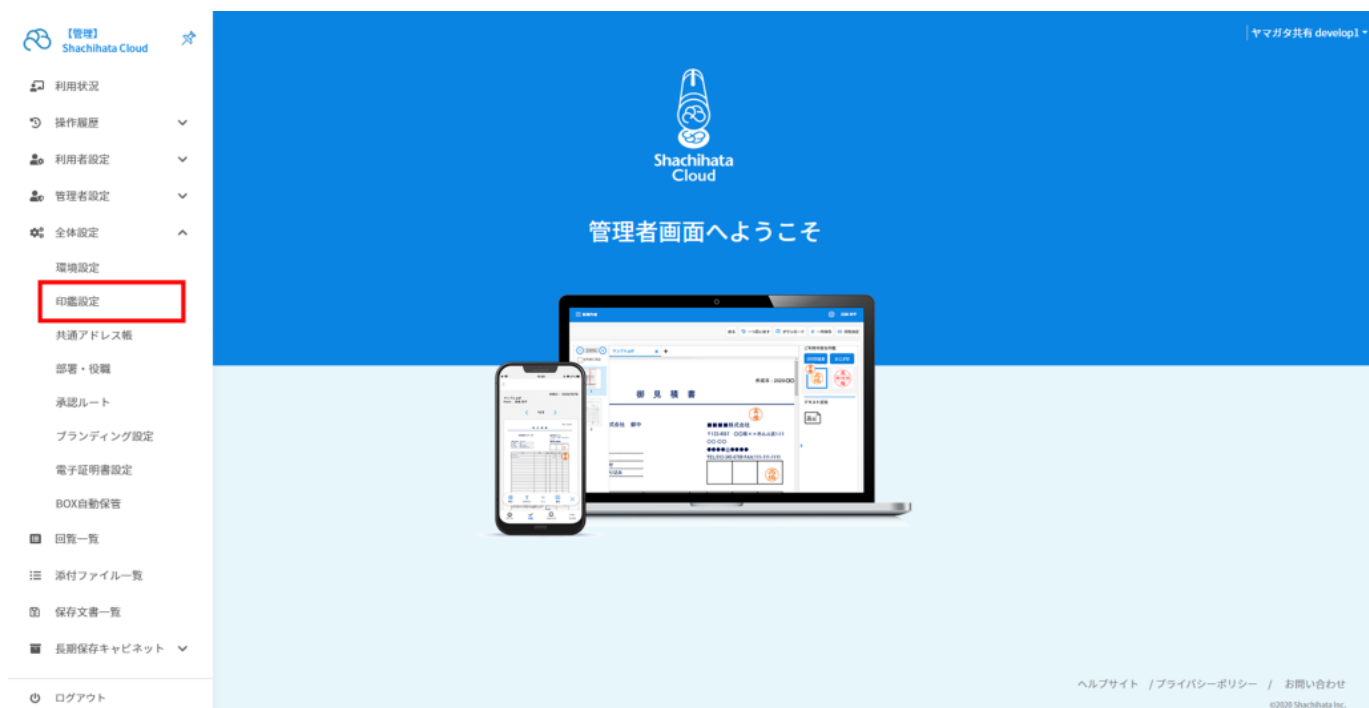 【管理】
Shachihata Cloud
利用状況
操作履歴
利用者設定
管理者設定
全体設定
環境設定
印鑑設定
共通アドレス帳
部署・役職
承認ルート
ブランディング設定
電子証明書設定
BOX自動保管
回覧一覧
添付ファイル一覧
保存文書一覧
長期保存キャビネット
ログアウト
ヤマガタ共有 develop1
Shachihata
Cloud
管理者画面へようこそ
御見積書
ヘルプサイト / プライバシーポリシー / お問い合わせ
©2020 Shachihata Inc.